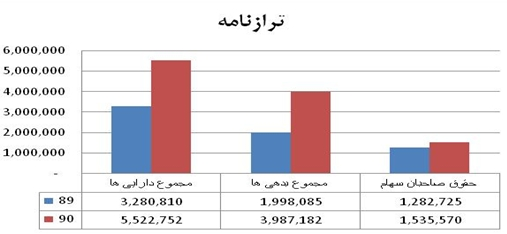 ترازنامه
6,000,000
5,000,000
4,000,000
3,000,000
2,000,000
1,000,000
-
مجموع دارایی ها مجموع بدهی ها حقوق صاحبان سهام
89 3,280,810 1,998,085 1,282,725
90 5,522,752 3,987,182 1,535,570